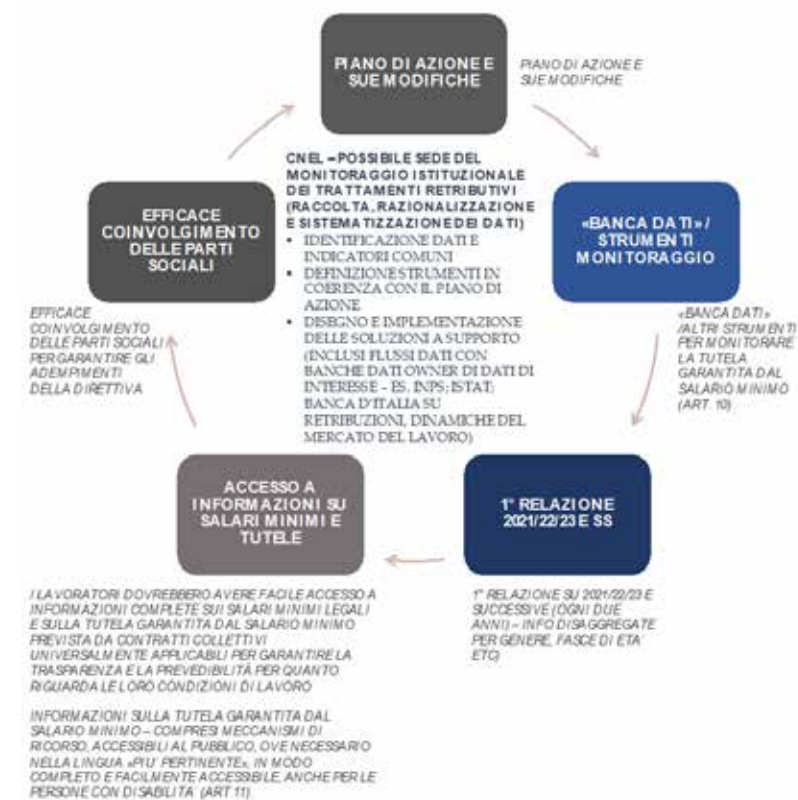 PIANO DI AZIONE E
SUE MODIFICHE
PIANO DI AZIONE E
SUE MODIFICHE
CNEL – POSSIBILE SEDE DEL
MONITORAGGIO ISTITUZIONALE
DEI TRATTAMENTI RETRIBUTIVI
(RACCOLTA, RAZIONALIZZAZIONE
E SISTEMATIZZAZIONE DEI DATI)
• IDENTIFICAZIONE DATI E
INDICATORI COMUNI
• DEFINIZIONE STRUMENTI IN
COERENZA CON IL PIANO DI
AZIONE
• DISEGNO E IMPLEMENTAZIONE
DELLE SOLUZIONI A SUPPORTO
(INCLUSI FLUSSI DATI CON
BANCHE DATI OWNER DI DATI DI
INTERESSE – ES. INPS; ISTAT;
BANCA D'ITALIA SU
RETRIBUZIONI, DINAMICHE DEL
MERCATO DEL LAVORO)
«BANCA DATI» /
STRUMENTI
MONITORAGGIO
«BANCA DATI»
/ALTRI STRUMENTI
PER MONITORARE
LA TUTELA
GARANTITA DAL
SALARIO MINIMO
(ART. 10)
1° RELAZIONE
2021/22/23 E SS
1° RELAZIONE SU 2021/22/23 E
SUCCESSIVE (OGNI DUE
ANNI) – INFO DISAGGREGATE
PER GENERE, FASCE DI ETA'
ETC)
ACCESSO A
INFORMAZIONI SU
SALARI MINIMI E
TUTELE
I LAVORATORI DOVREBBERO AVERE FACILE ACCESSO A
INFORMAZIONI COMPLETE SUI SALARI MINIMI LEGALI
E SULLA TUTELA GARANTITA DAL SALARIO MINIMO
PREVISTA DA CONTRATTI COLLETTIVI
UNIVERSALMENTE APPLICABILI PER GARANTIRE LA
TRASPARENZA E LA PREVEDIBILITÀ PER QUANTO
RIGUARDA LE LORO CONDIZIONI DI LAVORO
INFORMAZIONI SULLA TUTELA GARANTITA DAL
SALARIO MINIMO – COMPRESI MECCANISMI DI
RICORSO, ACCESSIBILI AL PUBBLICO, OVE NECESSARIO
NELLA LINGUA «PIU' PERTINENTE», IN MODO
COMPLETO E FACILMENTE ACCESSIBILE, ANCHE PER LE
PERSONE CON DISABILITA' (ART 11).
EFFICACE
COINVOLGIMENTO
DELLE PARTI
SOCIALI
EFFICACE
COINVOLGIMENTO
DELLE PARTI SOCIALI
PER GARANTIRE GLI
ADEMPIMENTI
DELLA DIRETTIVA